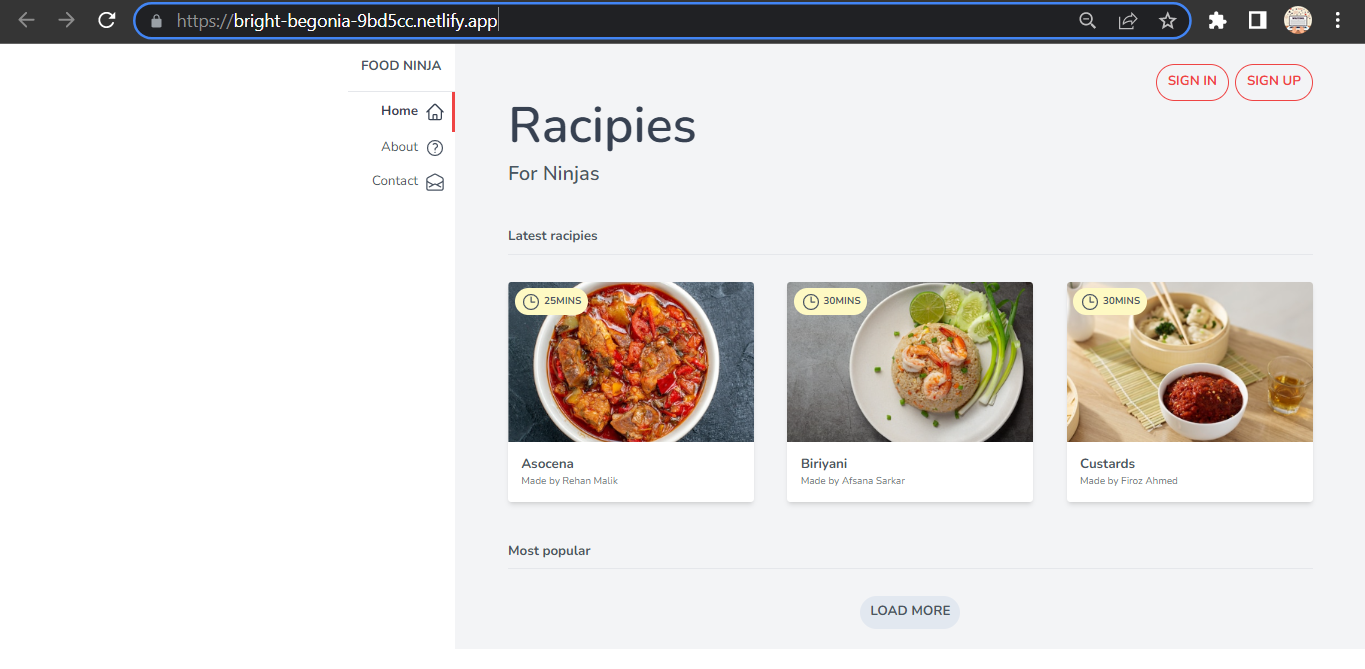 https://bright-begonia-9bd5cc.netlify.app
FOOD NINJA
Home
About
Contact
SIGN IN
SIGN UP
Racipies
For Ninjas
Latest racipies
25MINS
30MINS
30MINS
Asocena
Made by Rehan Malik
Biriyani
Made by Afsana Sarkar
Custards
Made by Firoz Ahmed
Most popular
LOAD MORE